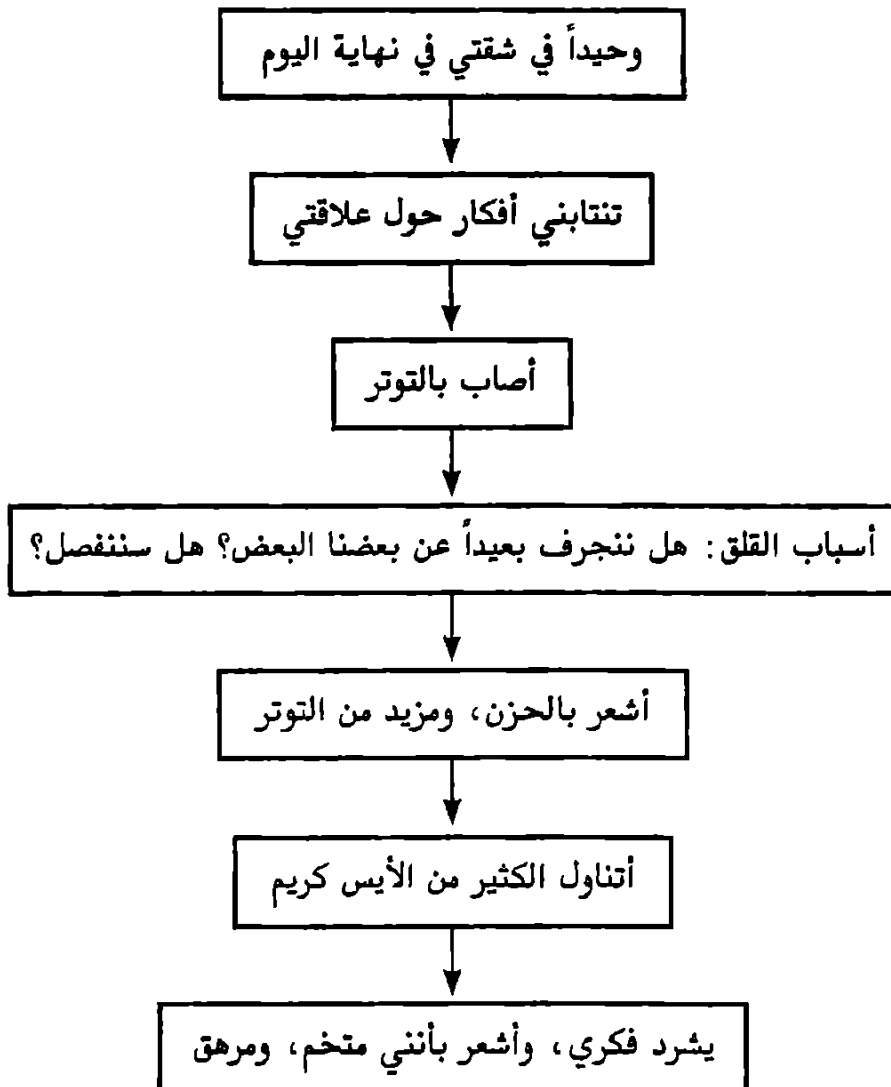 وحيداً في شقتي في نهاية اليوم
تنتابني أفكار حول علاقتي
أصاب بالتوتر
أسباب القلق: هل ننجرف بعيداً عن بعضنا البعض؟ هل سننفصل؟
أشعر بالحزن، ومزيد من التوتر
أتناول الكثير من الأيس كريم
يشرد فكري، وأشعر بأنني متخم، ومرهق